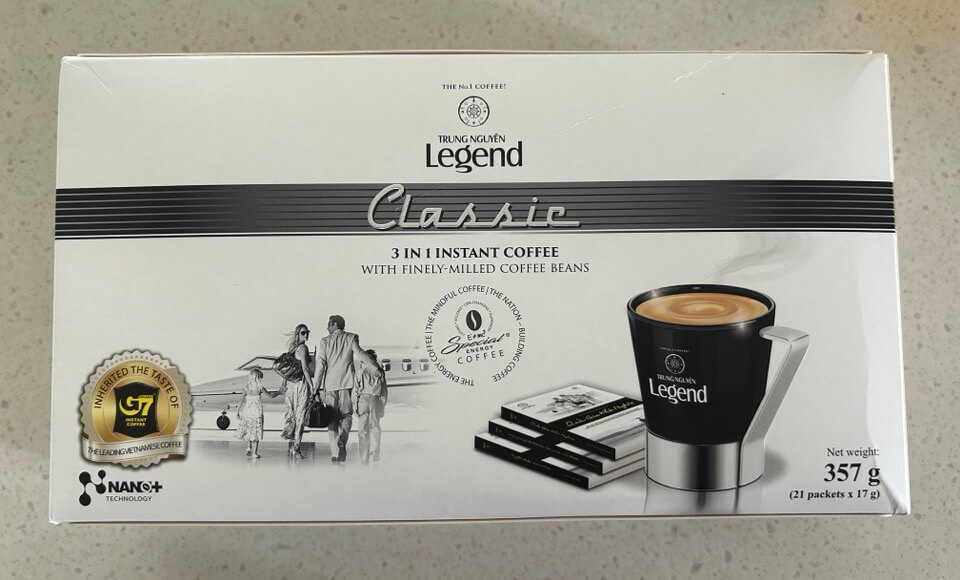 THE No.1 COFFEE!
TRUNG NGUYÊN
Legend
Classic
3 IN 1 INSTANT COFFEE
WITH FINELY-MILLED COFFEE BEANS
THE ENERGY COFFEE | THE MINDFUL COFFEE | THE NATION – BUILDING COFFEE
E=mc²
Special®
ENERGY
COFFEE
INHERITED THE TASTE OF
COFFEE
G7
INSTANT
COFFEE
THE LEADING VIETNAMESE COFFEE
NANO+
TECHNOLOGY
TRUNG NGUYÊN
Legend
Net weight:
357 g
(21 packets x 17 g)